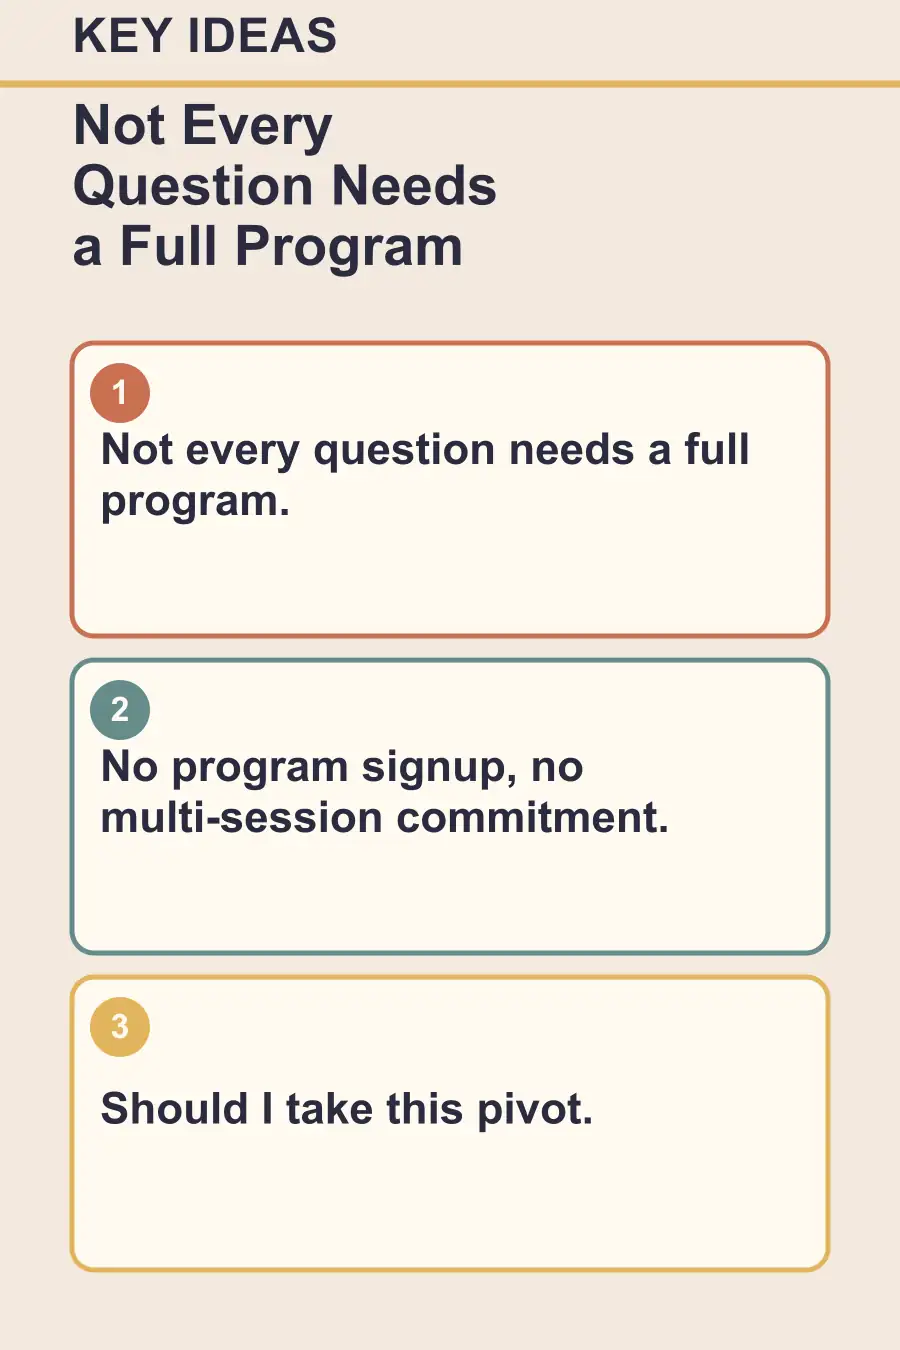 KEY IDEAS
Not Every
Question Needs
a Full Program
1
Not every question needs a full
program.
2
No program signup, no
multi-session commitment.
3
Should I take this pivot.